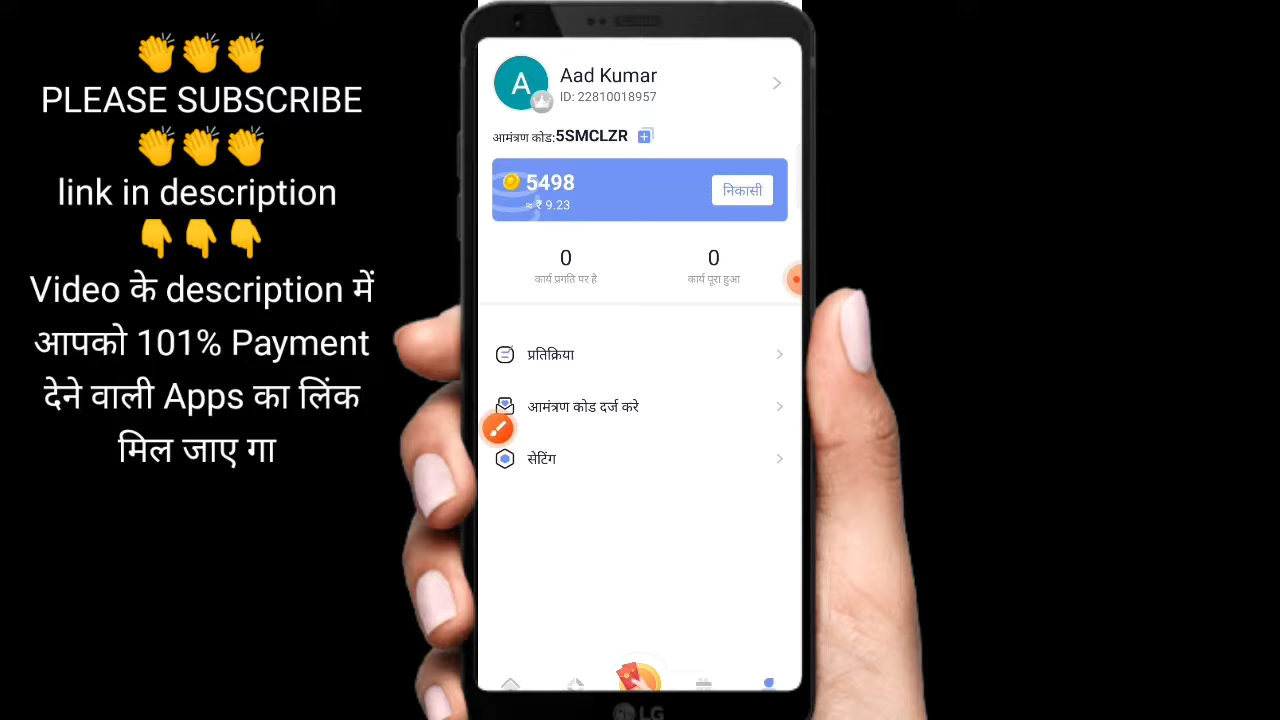 PLEASE SUBSCRIBE
link in description
Video के description में
आपको 101% Payment
देने वाली Apps का लिंक
मिल जाए गा
A
Aad Kumar
ID: 22810018957
आमंत्रण कोड:5SMCLZR
5498
≈ ₹ 9.23
निकासी
0
कार्य प्रगति पर है
0
कार्य पूरा हुआ
प्रतिक्रिया
आमंत्रण कोड दर्ज करे
सेटिंग
LG